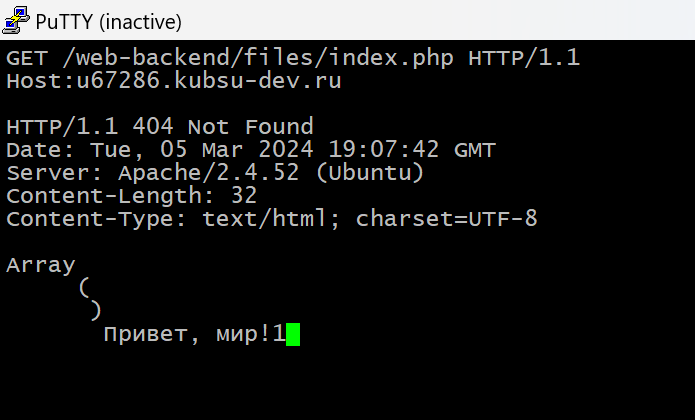 PuTTY (inactive)
GET /web-backend/files/index.php HTTP/1.1
Host:u67286.kubsu-dev.ru
HTTP/1.1 404 Not Found
Date: Tue, 05 Mar 2024 19:07:42 GMT
Server: Apache/2.4.52 (Ubuntu)
Content-Length: 32
Content-Type: text/html; charset=UTF-8
Array
(
)
Привет, мир!1